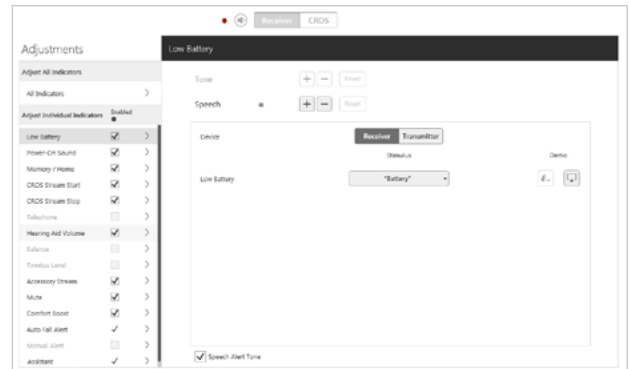 Receiver CROS
Adjustments
Low Battery
Adjust All Indicators
All Indicators
Adjust Individual Indicators Enabled
Low Battery
Power-On Sound
Memory / Home
CROS Stream Start
CROS Stream Stop
Telephone
Hearing Aid Volume
Balance
Tinnitus Level
Accessory Stream
Mute
Comfort Boost
Auto Fall Alert
Manual Alert
Assistant
Tone + − Reset
Speech + − Reset
Device Receiver Transmitter
Stimulus Demo
Low Battery "Battery"
Speech Alert Tone